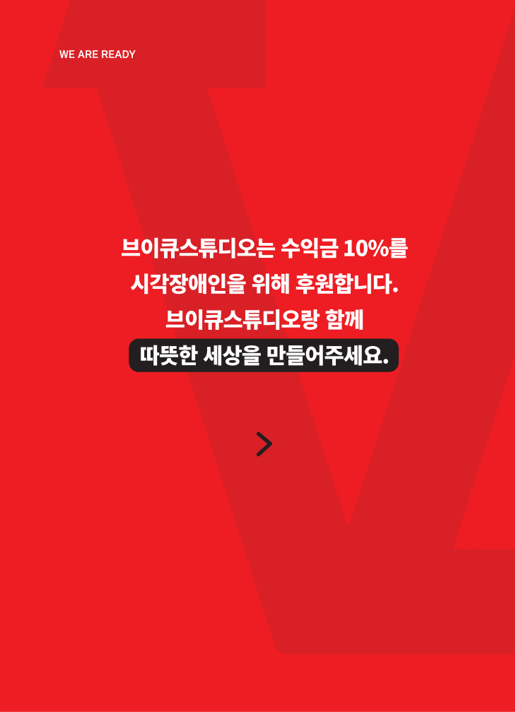 WE ARE READY
브이큐스튜디오는 수익금 10%를
시각장애인을 위해 후원합니다.
브이큐스튜디오랑 함께
따뜻한 세상을 만들어주세요.